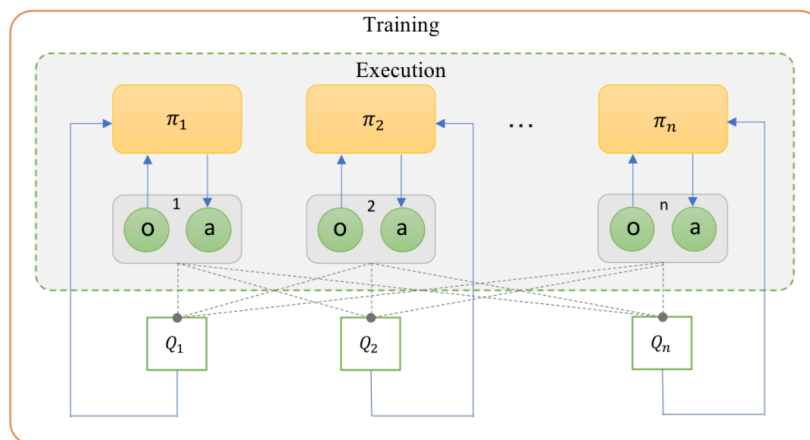 Training
Execution
π₁ π₂ ... πₙ
1 2 n
o a o a o a
Q₁ Q₂ Qₙ